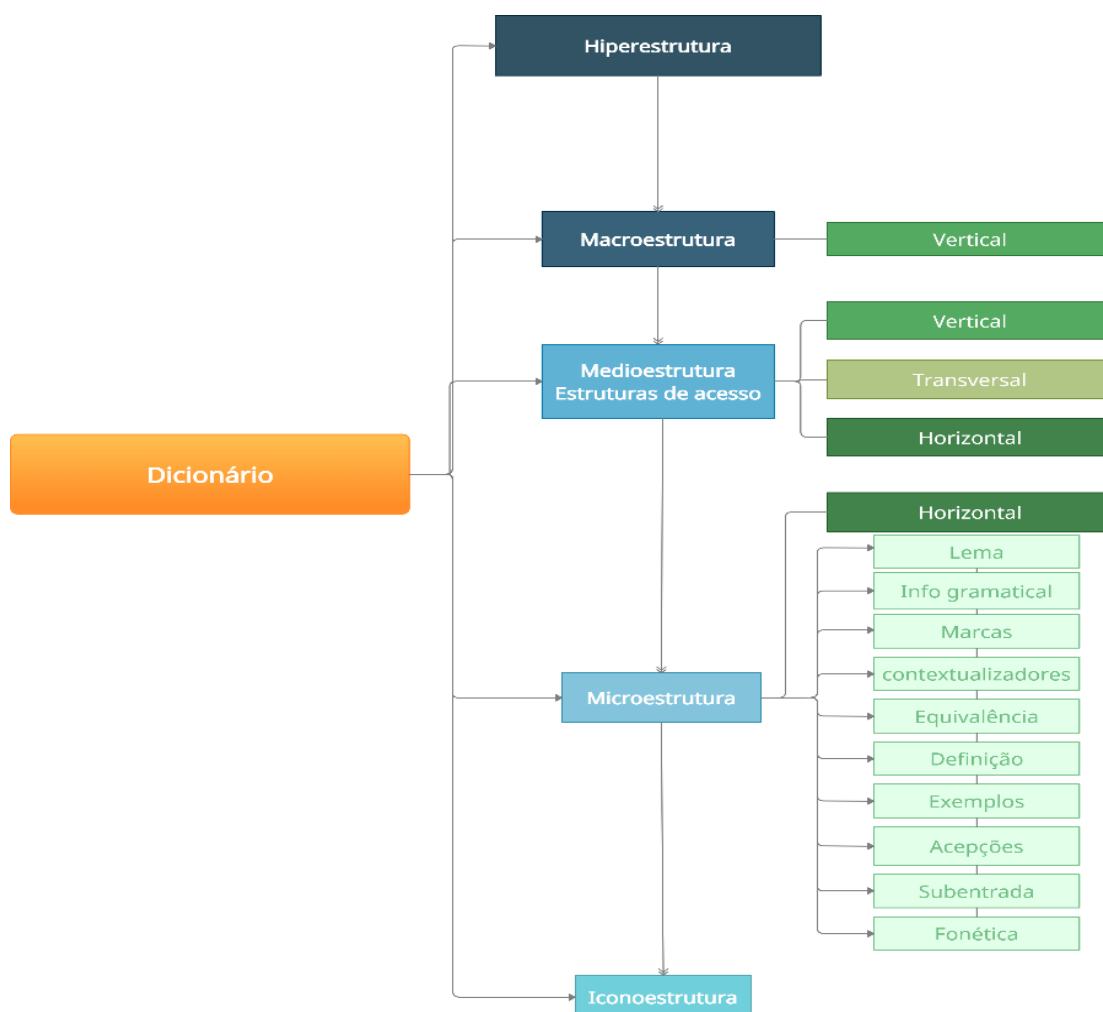 Hiperestrutura
Macroestrutura
Vertical
Vertical
Medioestrutura
Estruturas de acesso
Transversal
Horizontal
Dicionário
Horizontal
Lema
Info gramatical
Marcas
contextualizadores
Microestrutura
Equivalência
Definição
Exemplos
Acepções
Subentrada
Fonética
Iconoestrutura